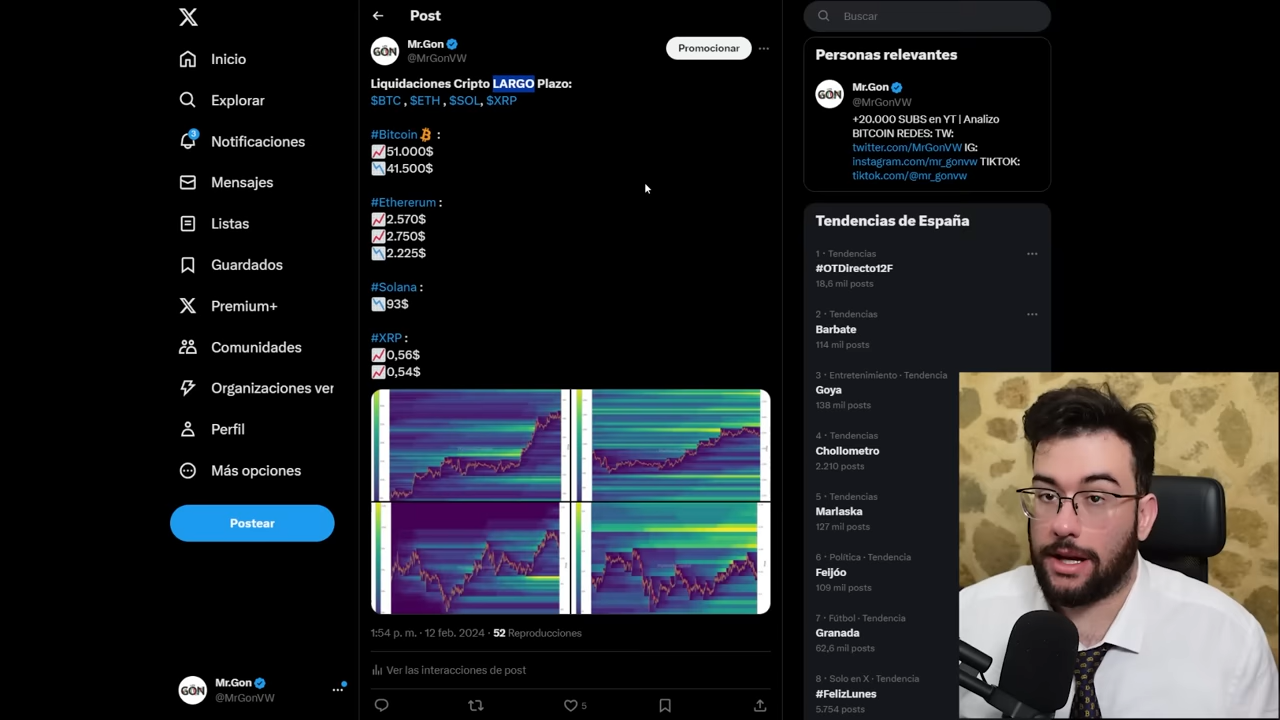 Post
Buscar
Inicio
Explorar
3
Notificaciones
Mensajes
Listas
Guardados
Premium+
Comunidades
Organizaciones ver
Perfil
Más opciones
Postear
GON
Mr.Gon
@MrGonVW
GON
Mr.Gon
@MrGonVW
Promocionar
Liquidaciones Cripto LARGO Plazo:
$BTC , $ETH , $SOL, $XRP
#Bitcoin :
51.000$
41.500$
#Ethererum :
2.570$
2.750$
2.225$
#Solana :
93$
#XRP :
0,56$
0,54$
1:54 p. m. · 12 feb. 2024 · 52 Reproducciones
Ver las interacciones de post
5
Personas relevantes
GON
Mr.Gon
@MrGonVW
+20.000 SUBS en YT | Analizo
BITCOIN REDES: TW:
twitter.com/MrGonVW IG:
instagram.com/mr_gonvw TIKTOK:
tiktok.com/@mr_gonvw
Tendencias de España
1 · Tendencias
#OTDirecto12F
18,6 mil posts
2 · Tendencias
Barbate
114 mil posts
3 · Entretenimiento · Tendencia
Goya
138 mil posts
4 · Tendencias
Chollometro
2.210 posts
5 · Tendencias
Marlaska
127 mil posts
6 · Política · Tendencia
Feijóo
109 mil posts
7 · Fútbol · Tendencia
Granada
62,6 mil posts
8 · Solo en X · Tendencia
#FelizLunes
5.754 posts